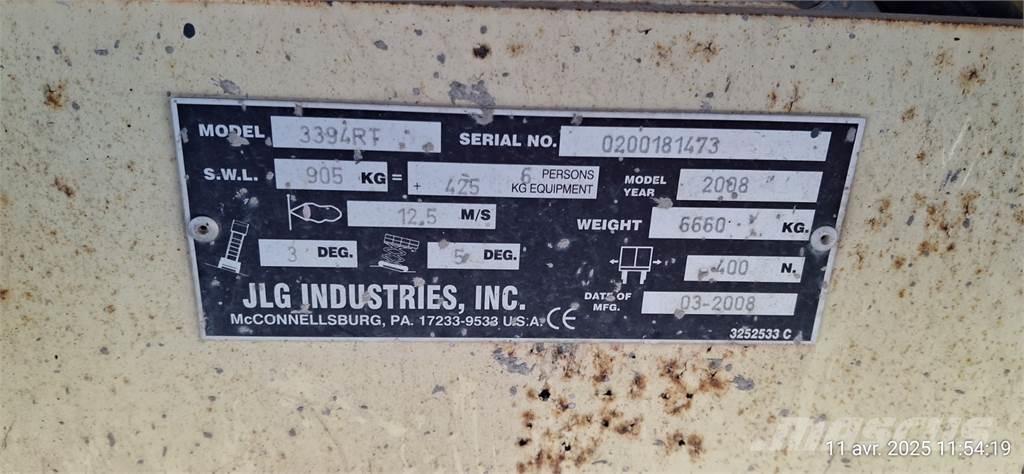 MODEL 3394RT SERIAL NO. 0200181473
S.W.L. 905 KG = 6 PERSONS
+ 425 KG EQUIPMENT
MODEL YEAR 2008
12.5 M/S WEIGHT 6660 KG.
3 DEG. 5 DEG. 400 N.
JLG INDUSTRIES, INC. DATE OF MFG. 03-2008
McCONNELLSBURG, PA. 17233-9533 U.S.A. CE
3252533 C
Mascus
11 avr. 2025 11:54:19